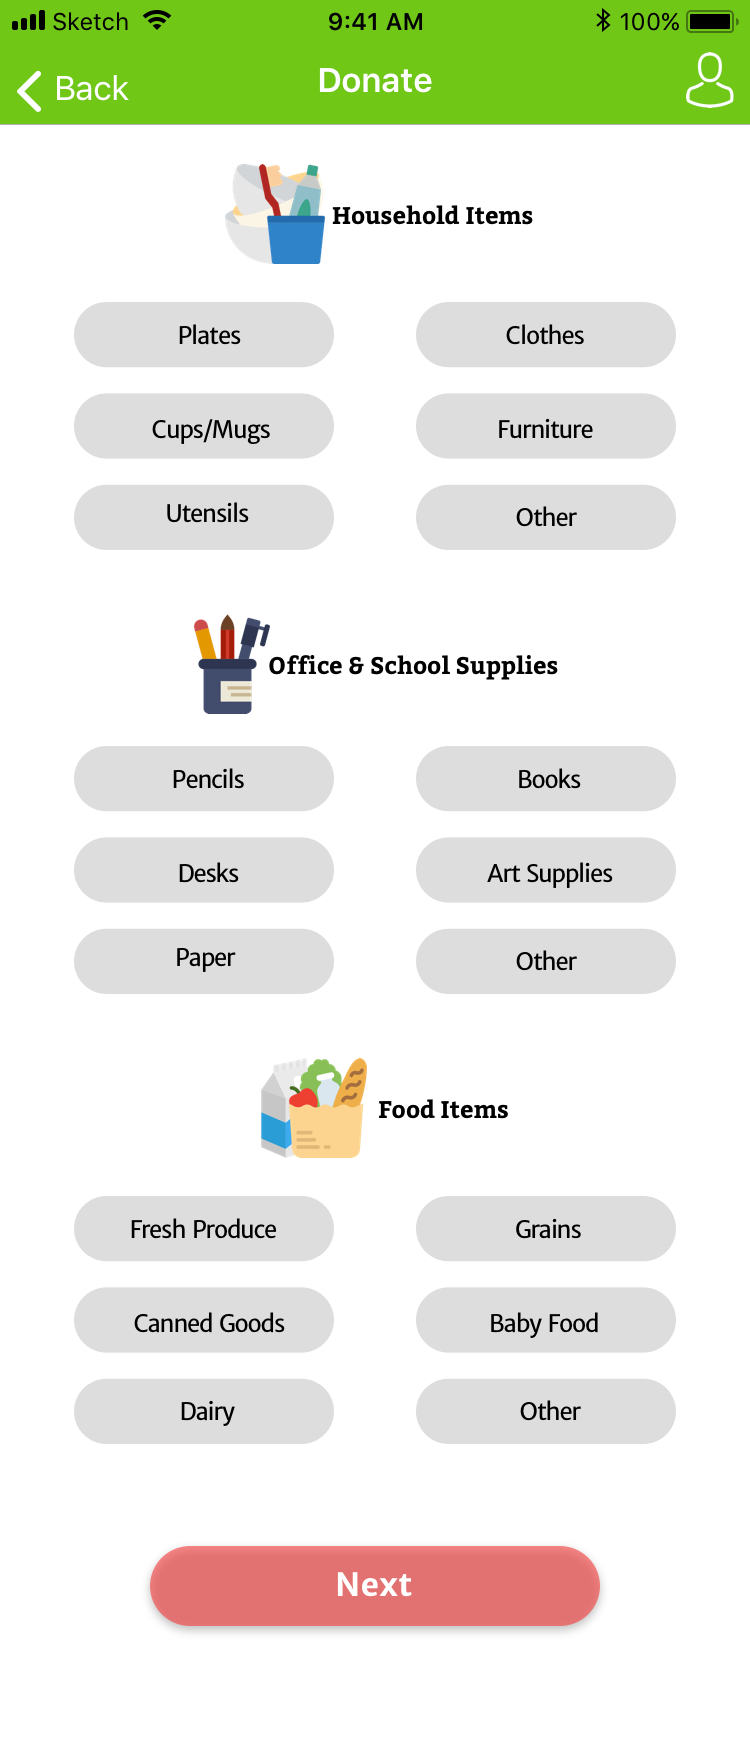 Sketch 9:41 AM 100%
Back Donate
Household Items
Plates Clothes
Cups/Mugs Furniture
Utensils Other
Office & School Supplies
Pencils Books
Desks Art Supplies
Paper Other
Food Items
Fresh Produce Grains
Canned Goods Baby Food
Dairy Other
Next